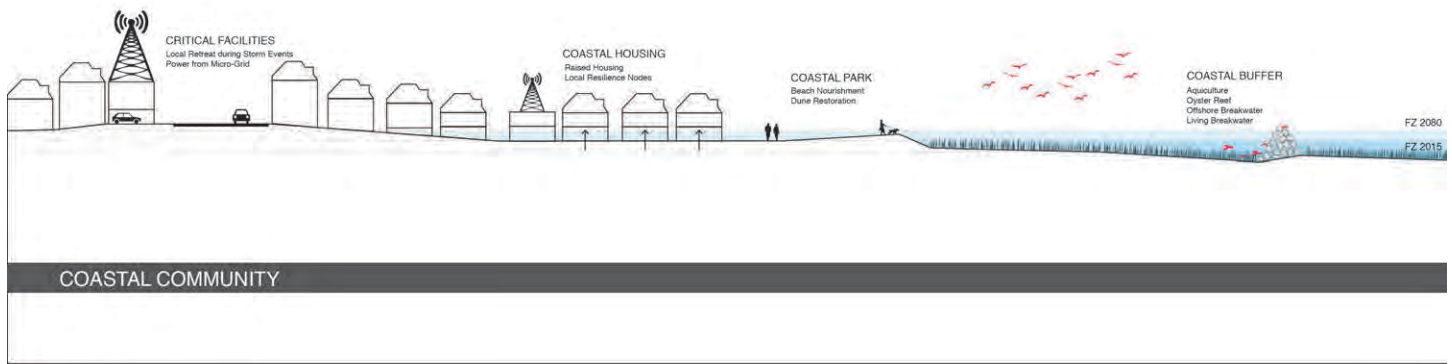 CRITICAL FACILITIES
Local Retreat during Storm Events
Power from Micro-Grid
COASTAL HOUSING
Raised Housing
Local Resilience Nodes
COASTAL PARK
Beach Nourishment
Dune Restoration
COASTAL BUFFER
Aquiculture
Oyster Reef
Offshore Breakwater
Living Breakwater
FZ 2080
FZ 2015
COASTAL COMMUNITY